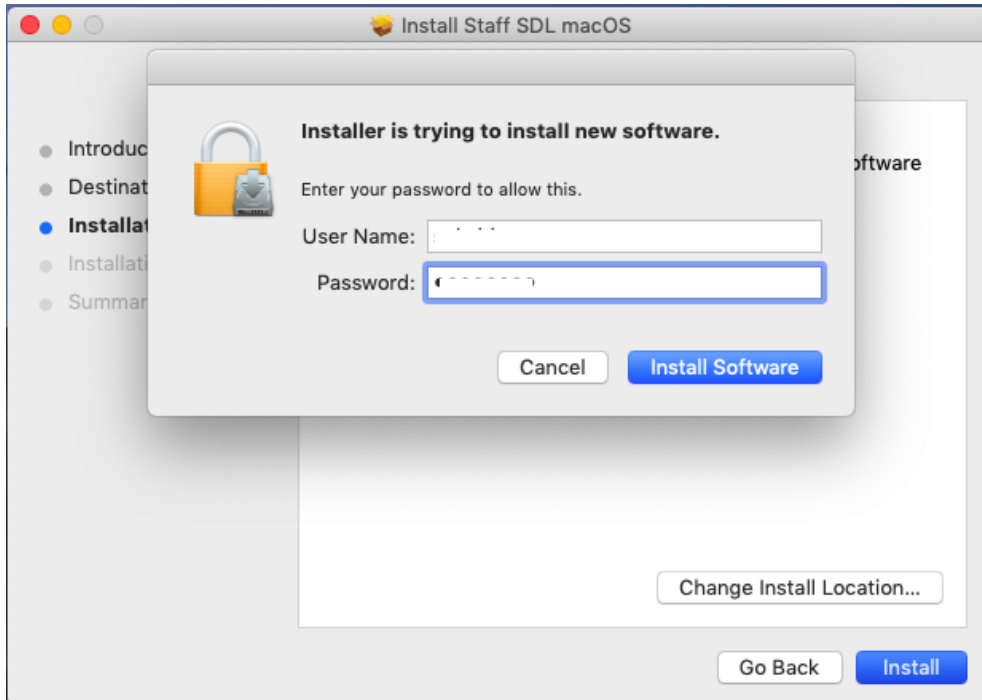 Install Staff SDL macOS
Installer is trying to install new software.
Enter your password to allow this.
User Name:
Password:
Cancel
Install Software
Introduc
Destinat
Installat
Installati
Summar
oftware
Change Install Location...
Go Back
Install